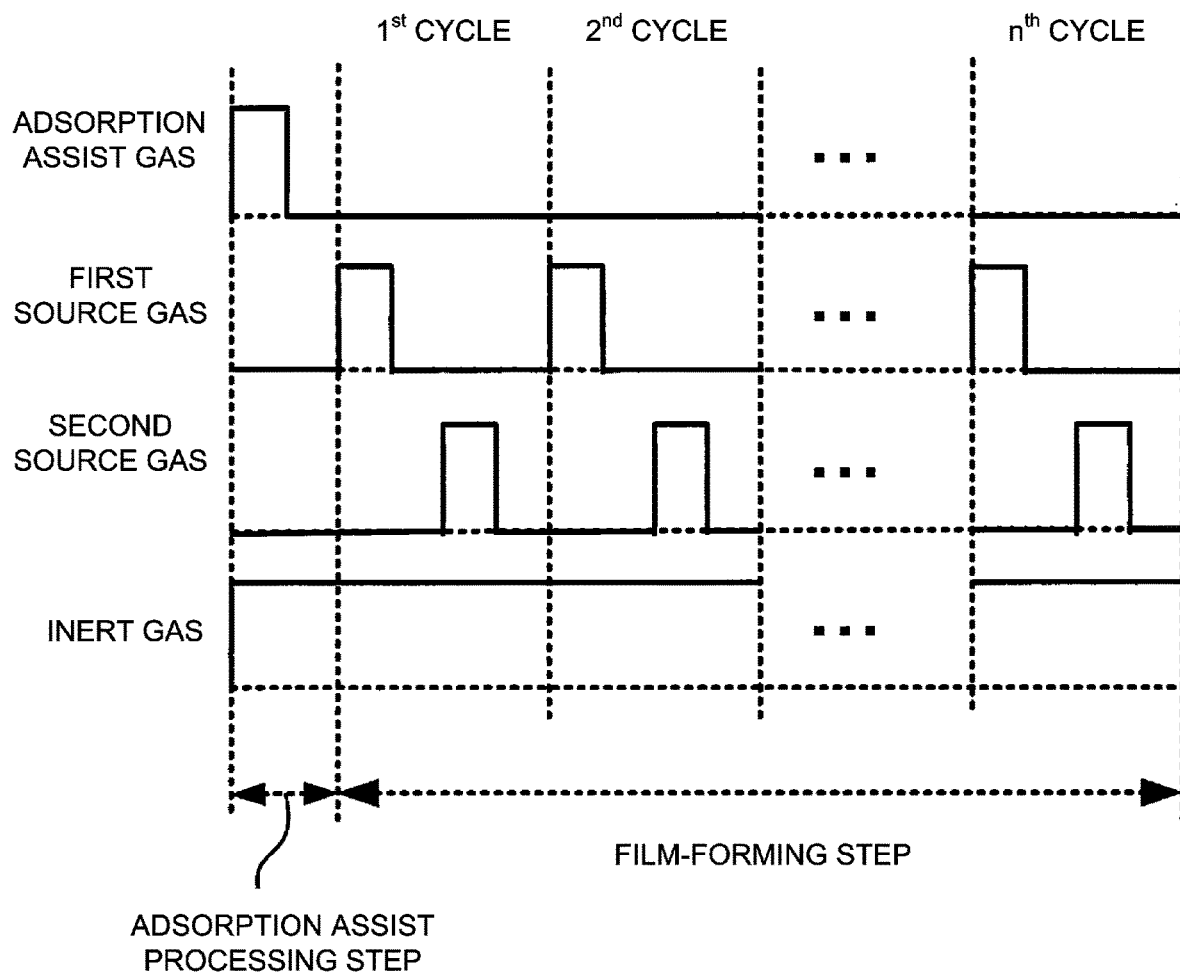 1st CYCLE
2nd CYCLE
nth CYCLE
ADSORPTION
ASSIST GAS
FIRST
SOURCE GAS
SECOND
SOURCE GAS
INERT GAS
FILM-FORMING STEP
ADSORPTION ASSIST
PROCESSING STEP